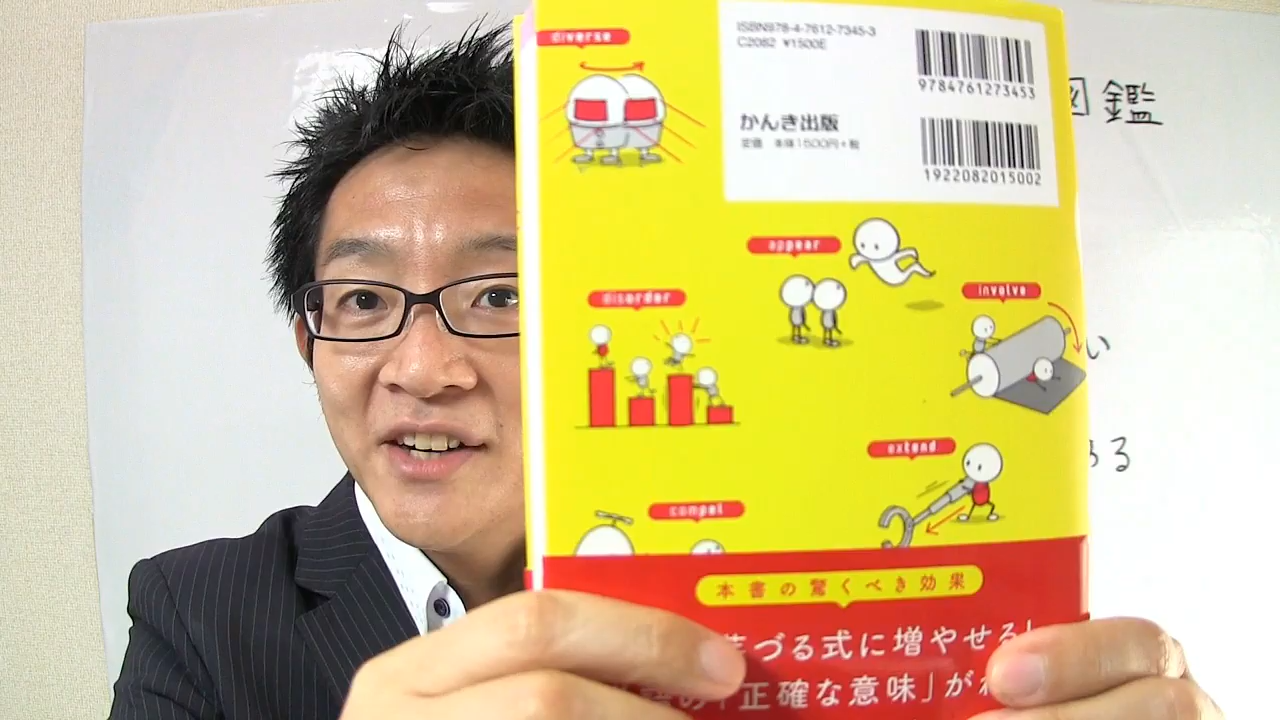 diverse
ISBN978-4-7612-7345-3
C2082 ¥1500E
9784761273453
かんき出版
定価 本体1500円+税
1922082015002
図鑑
appear
disorder
involve
い
extend
ある
compel
本書の驚くべき効果
づる式に増やせる!
の「正確な意味」がわ